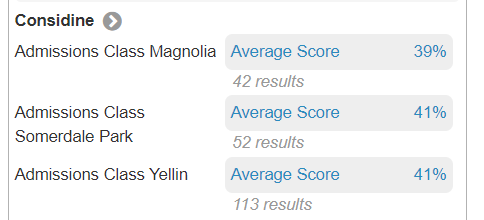 Considine
Admissions Class Magnolia Average Score 39%
42 results
Admissions Class Average Score 41%
Somerdale Park
52 results
Admissions Class Yellin Average Score 41%
113 results